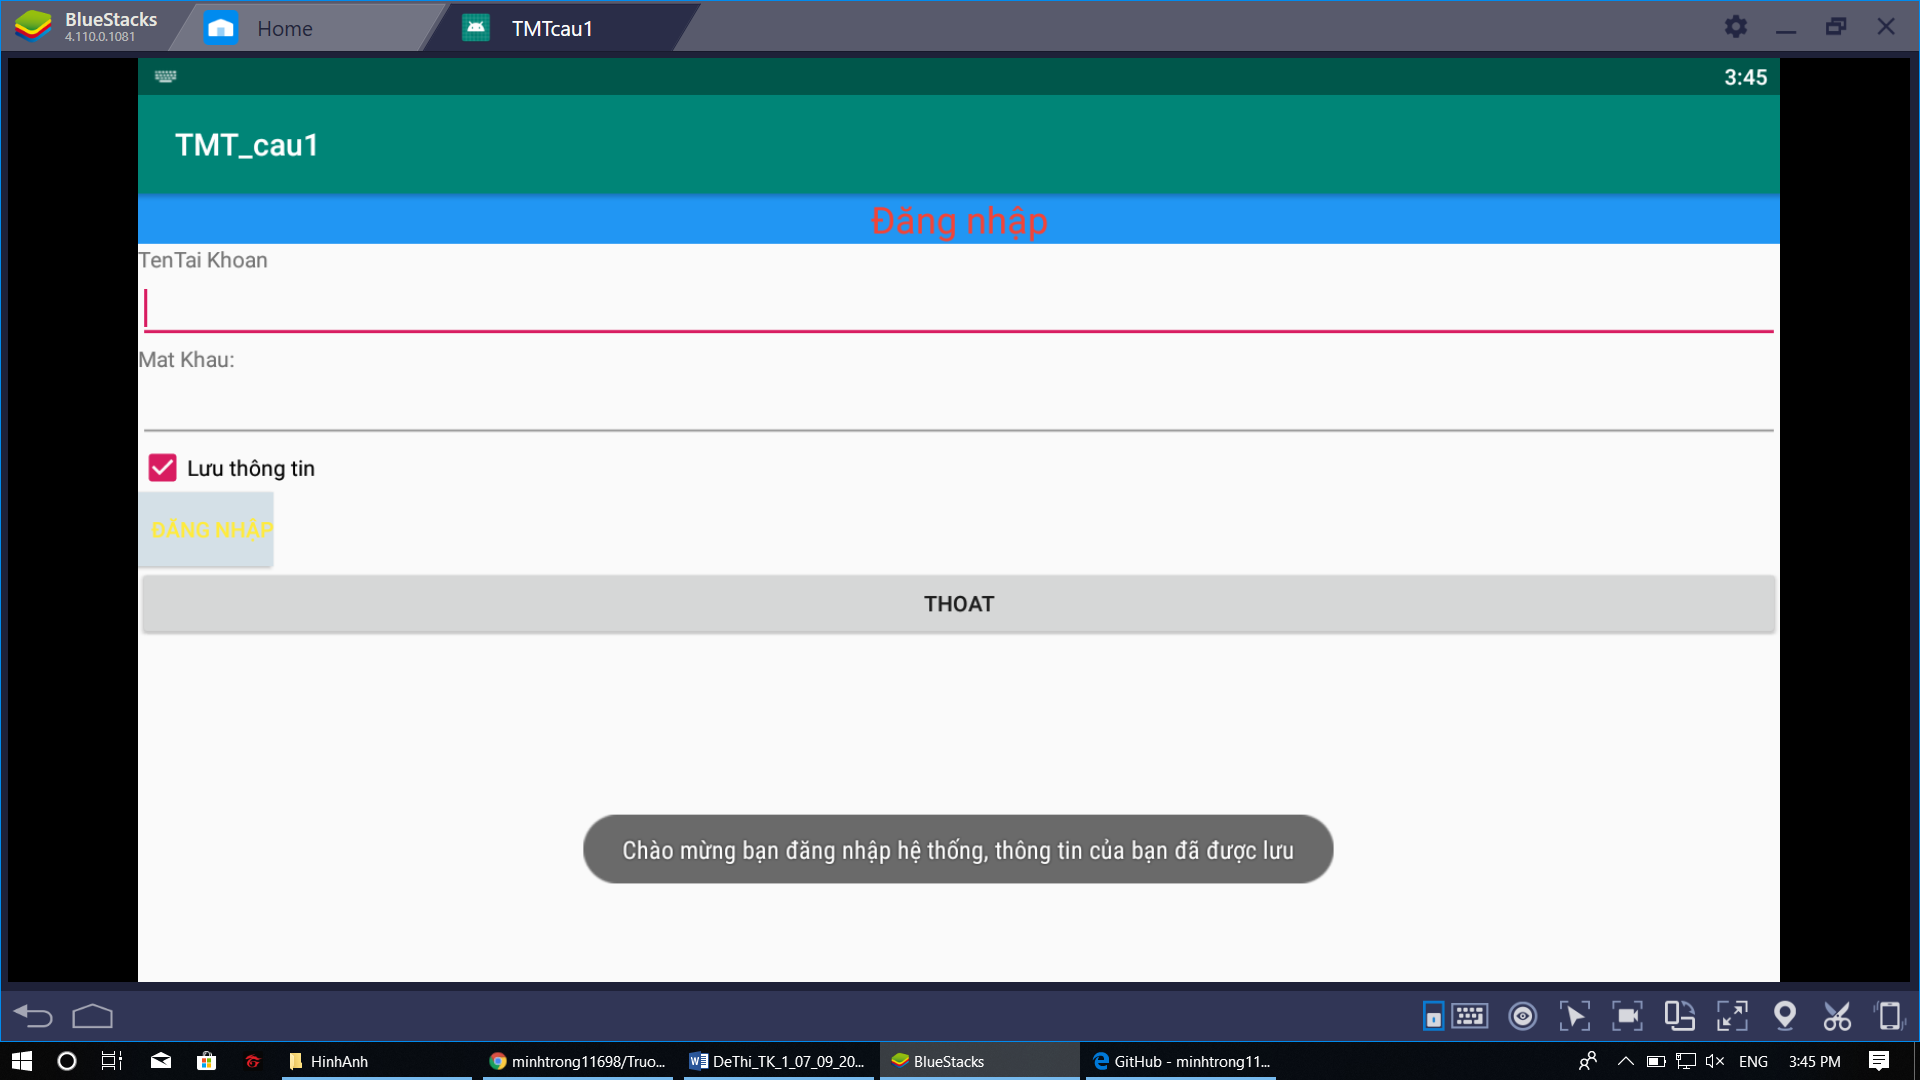 BlueStacks
4.110.0.1081
Home
TMTcau1
3:45
TMT_cau1
Đăng nhập
TenTai Khoan
Mat Khau:
Lưu thông tin
ĐĂNG NHẬP
THOAT
Chào mừng bạn đăng nhập hệ thống, thông tin của bạn đã được lưu
HinhAnh
minhtrong11698/Truo...
DeThi_TK_1_07_09_20...
BlueStacks
GitHub - minhtrong11...
ENG
3:45 PM